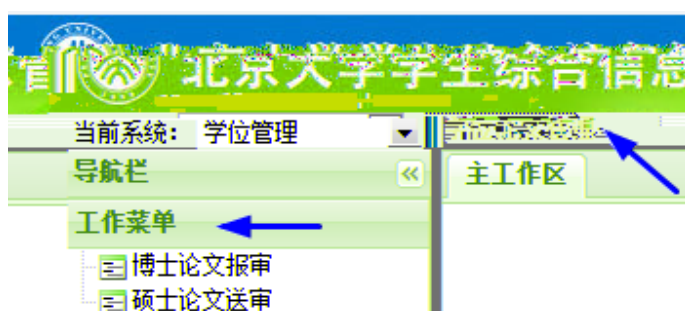 北京大学学生综合信息
当前系统： 学位管理
导航栏
主工作区
工作菜单
博士论文报审
硕士论文送审